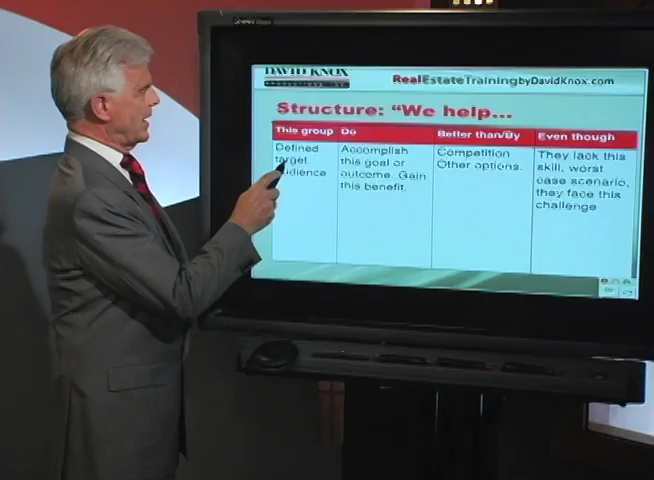 DAVID KNOX
RealEstateTrainingbyDavidKnox.com
Structure: “We help...
This group
Do
Better than/By
Even though
Defined
target
audience
Accomplish
this goal or
outcome. Gain
this benefit.
Competition
Other options.
They lack this
skill, worst
case scenario,
they face this
challenge